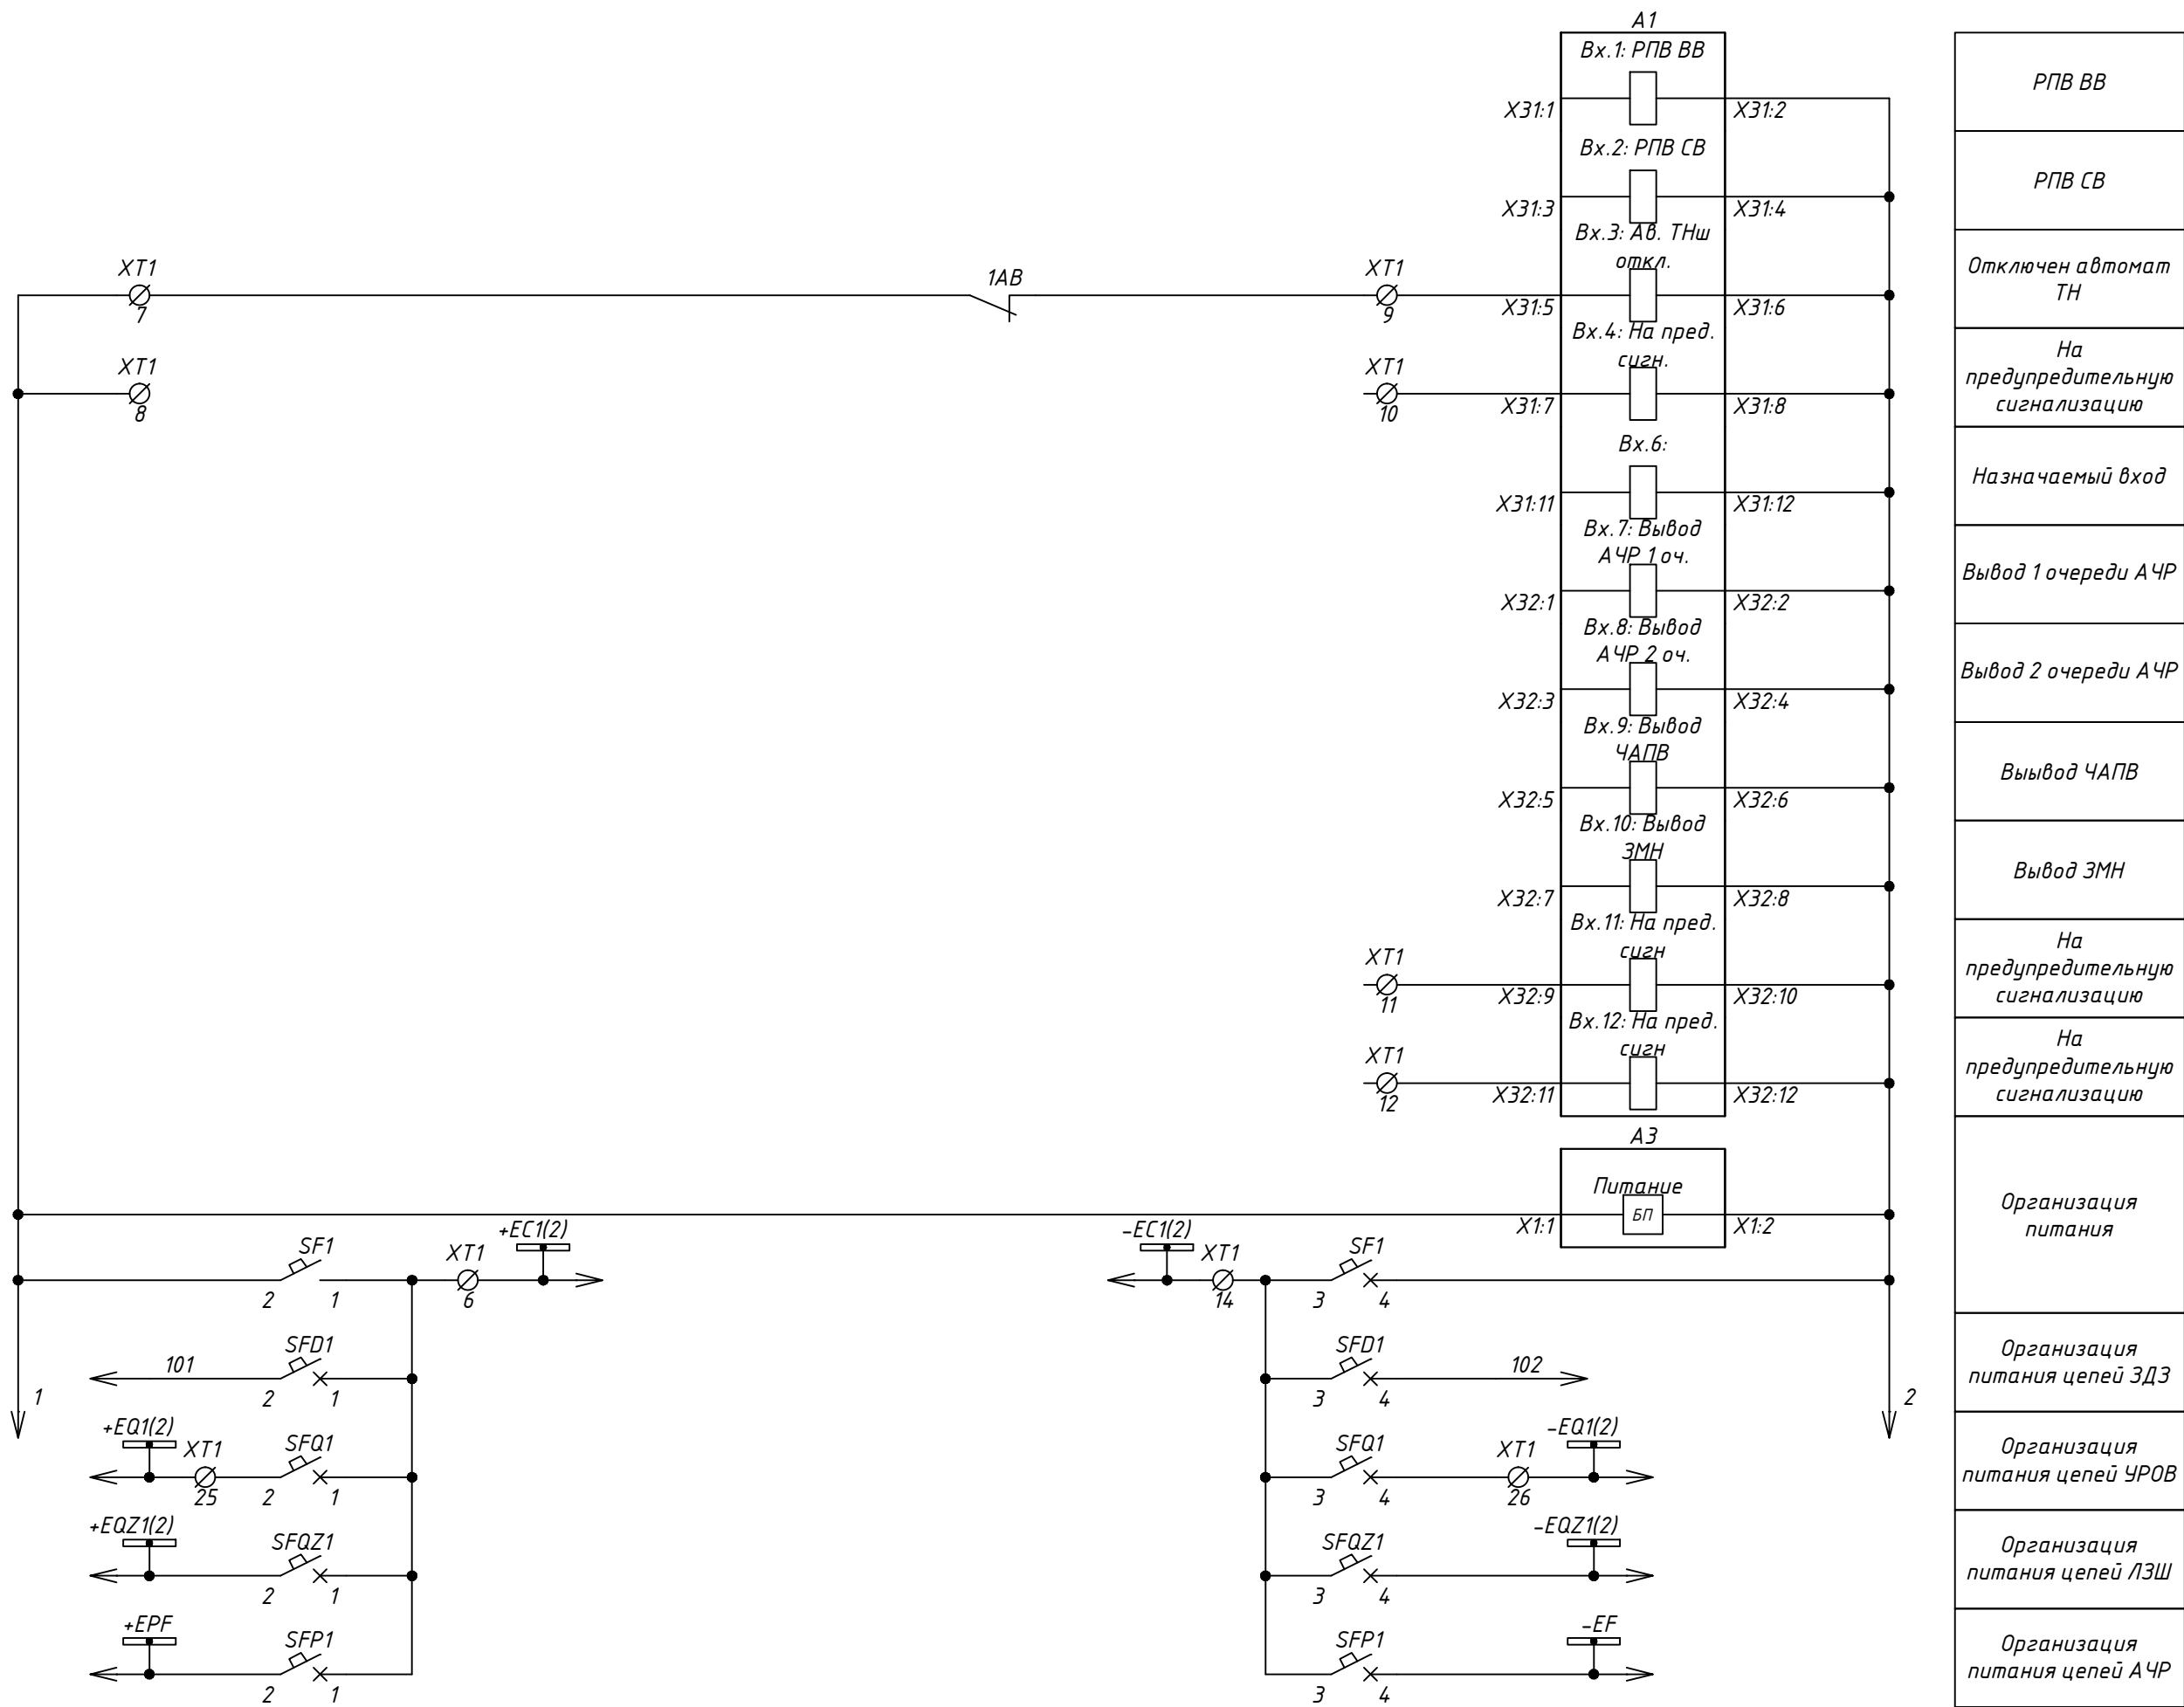 A1
Вх.1: РПВ ВВ
X31:1
X31:2
РПВ ВВ
Вх.2: РПВ СВ
X31:3
X31:4
РПВ СВ
Вх.3: Ав. ТНш
откл.
XT1
7
1АВ
XT1
9
X31:5
X31:6
Отключен автомат
ТН
Вх.4: На пред.
сигн.
XT1
8
XT1
10
X31:7
X31:8
На
предупредительную
сигнализацию
Вх.6:
X31:11
X31:12
Назначаемый вход
Вх.7: Вывод
АЧР 1 оч.
X32:1
X32:2
Вывод 1 очереди АЧР
Вх.8: Вывод
АЧР 2 оч.
X32:3
X32:4
Вывод 2 очереди АЧР
Вх.9: Вывод
ЧАПВ
X32:5
X32:6
Выывод ЧАПВ
Вх.10: Вывод
ЗМН
X32:7
X32:8
Вывод ЗМН
Вх.11: На пред.
сигн
XT1
11
X32:9
X32:10
На
предупредительную
сигнализацию
Вх.12: На пред.
сигн
XT1
12
X32:11
X32:12
На
предупредительную
сигнализацию
A3
Питание
БП
X1:1
X1:2
Организация
питания
SF1
2
1
XT1
6
+EC1(2)
-EC1(2)
XT1
14
SF1
3
4
101
SFD1
2
1
SFD1
3
4
102
Организация
питания цепей ЗДЗ
1
2
+EQ1(2)
XT1
25
SFQ1
2
1
SFQ1
3
4
XT1
26
-EQ1(2)
Организация
питания цепей УРОВ
+EQZ1(2)
SFQZ1
2
1
SFQZ1
3
4
-EQZ1(2)
Организация
питания цепей ЛЗШ
+EPF
SFP1
2
1
SFP1
3
4
-EF
Организация
питания цепей АЧР